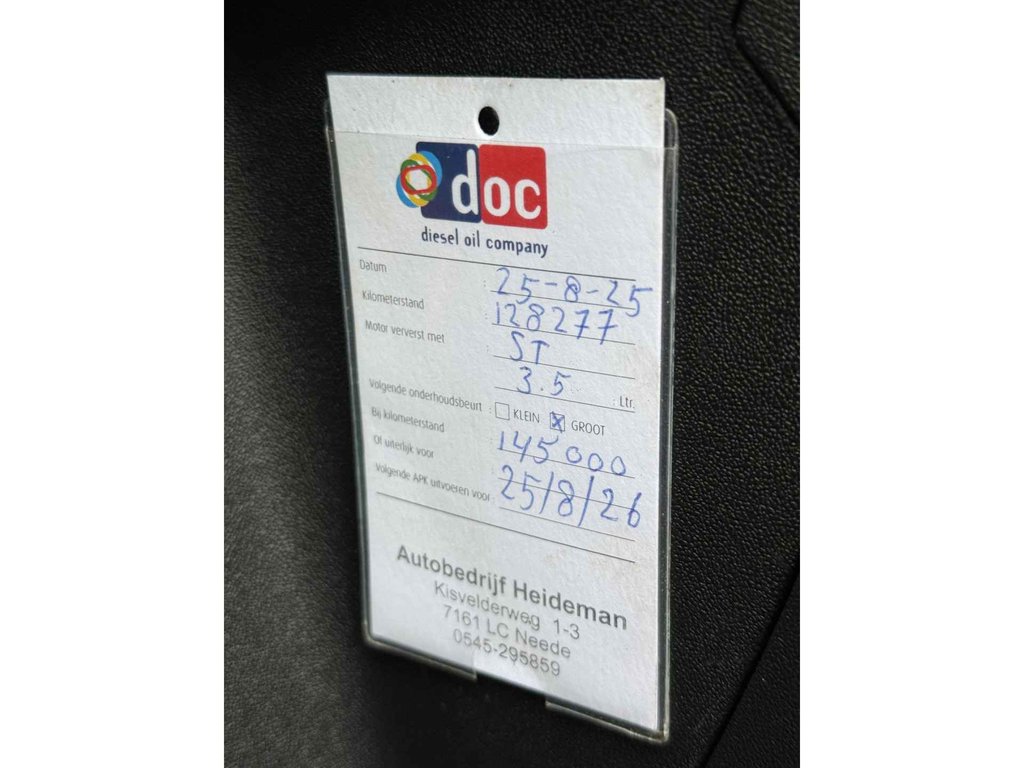 doc
diesel oil company
Datum : 25-8-25
Kilometerstand : 128277
Motor ververst met : ST
3.5 Ltr.
Volgende onderhoudsbeurt : KLEIN X GROOT
Bij kilometerstand : 145000
Of uiterlijk voor : 25/8/26
Volgende APK uitvoeren voor :
Autobedrijf Heideman
Kisvelderweg 1-3
7161 LC Neede
0545-295859